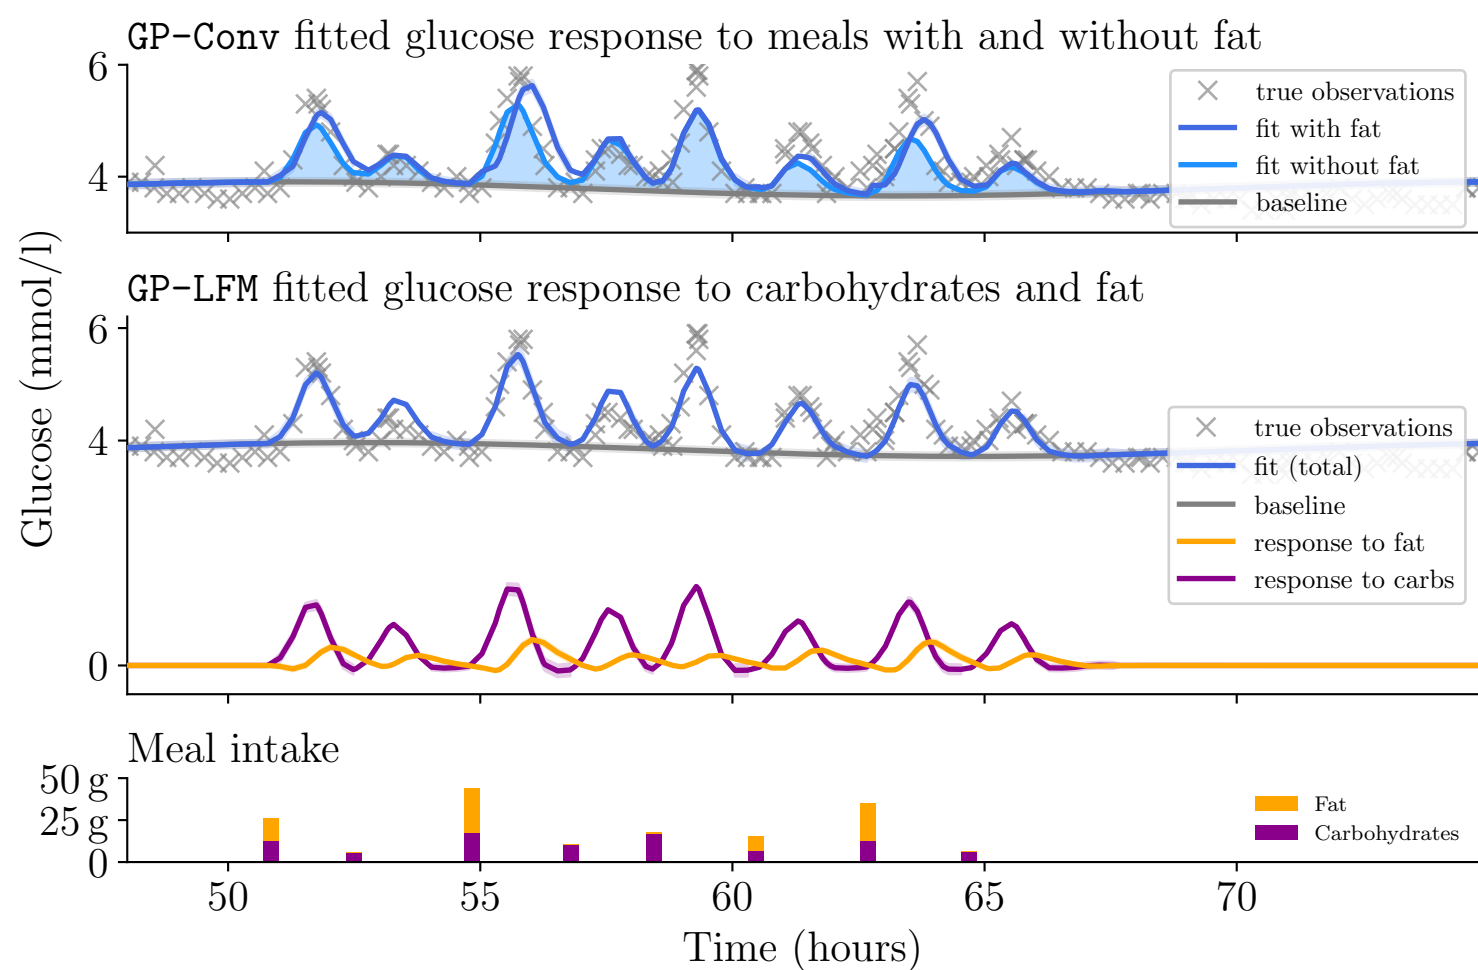 GP-Conv fitted glucose response to meals with and without fat
6
4
true observations
fit with fat
fit without fat
baseline
GP-LFM fitted glucose response to carbohydrates and fat
6
4
0
true observations
fit (total)
baseline
response to fat
response to carbs
Glucose (mmol/l)
Meal intake
50 g
25 g
0
Fat
Carbohydrates
50
55
60
65
70
Time (hours)